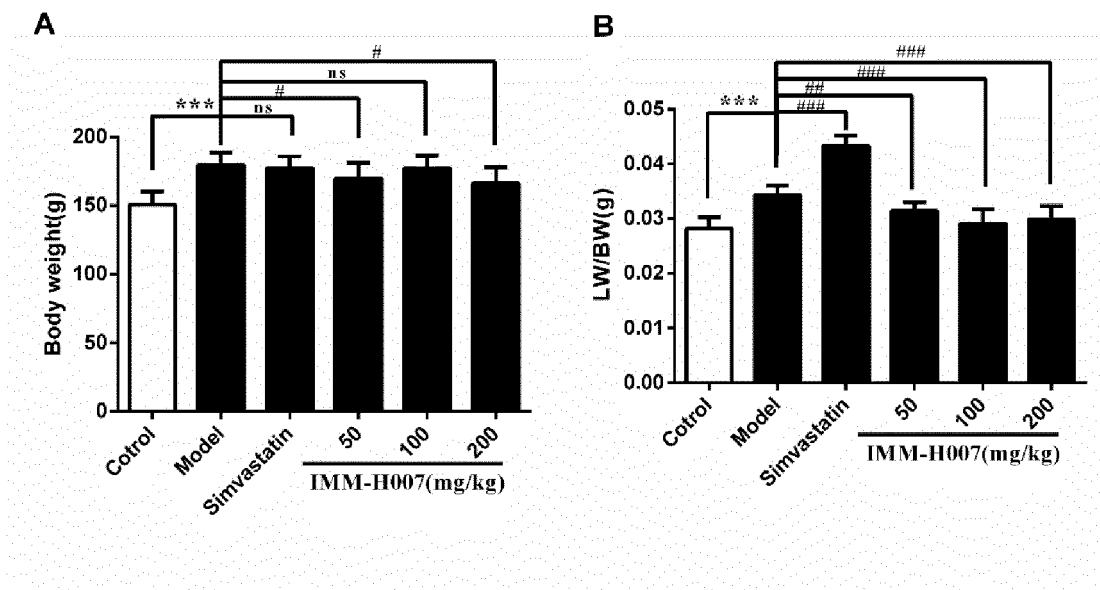 A
#
ns
#
***
ns
200
150
100
50
0
Body weight(g)
Cotrol
Model
Simvastatin
50
100
200
IMM-H007(mg/kg)
B
###
###
##
***
###
0.05
0.04
0.03
0.02
0.01
0.00
LW/BW(g)
Cotrol
Model
Simvastatin
50
100
200
IMM-H007(mg/kg)